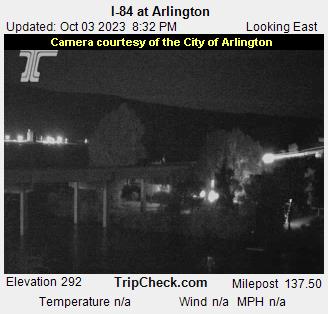 I-84 at Arlington
Updated: Oct 03 2023 8:32 PM Looking East
Camera courtesy of the City of Arlington
Elevation 292 TripCheck.com Milepost 137.50
Temperature n/a Wind n/a MPH n/a